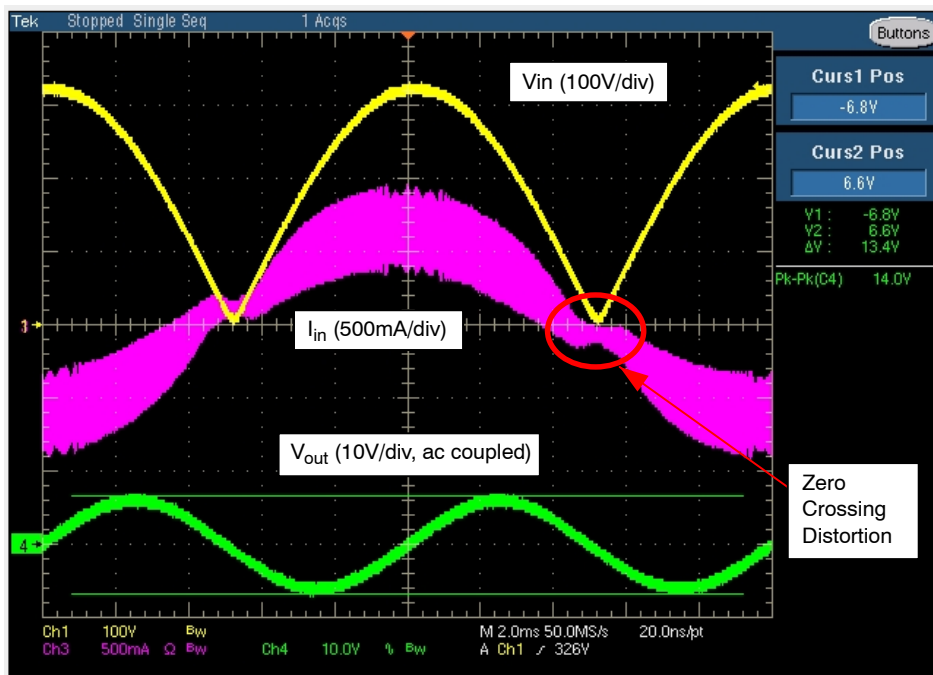 Tek Stopped Single Seq 1 Acqs
Buttons
Vin (100V/div)
Curs1 Pos
-6.8V
Curs2 Pos
6.6V
V1 : -6.8V
V2 : 6.6V
ΔV : 13.4V
Pk-Pk(C4) 14.0V
3
Iin (500mA/div)
Vout (10V/div, ac coupled)
Zero
Crossing
Distortion
4
Ch1 100V Bw M 2.0ms 50.0MS/s 20.0ns/pt
Ch3 500mA Ω Bw Ch4 10.0V ∿ Bw A Ch1 ∕ 326V